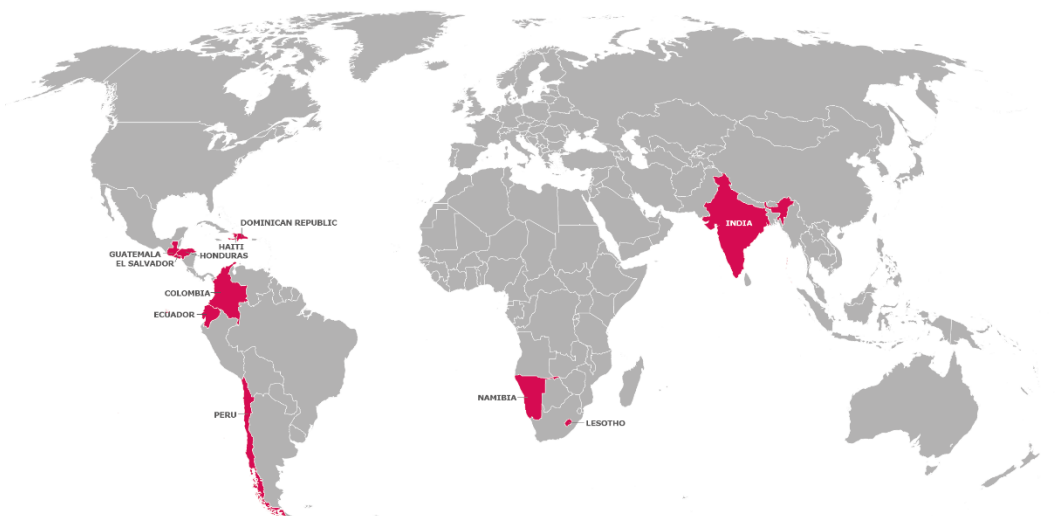 DOMINICAN REPUBLIC
HAITI
HONDURAS
GUATEMALA
EL SALVADOR
COLOMBIA
ECUADOR
PERU
NAMIBIA
LESOTHO
INDIA